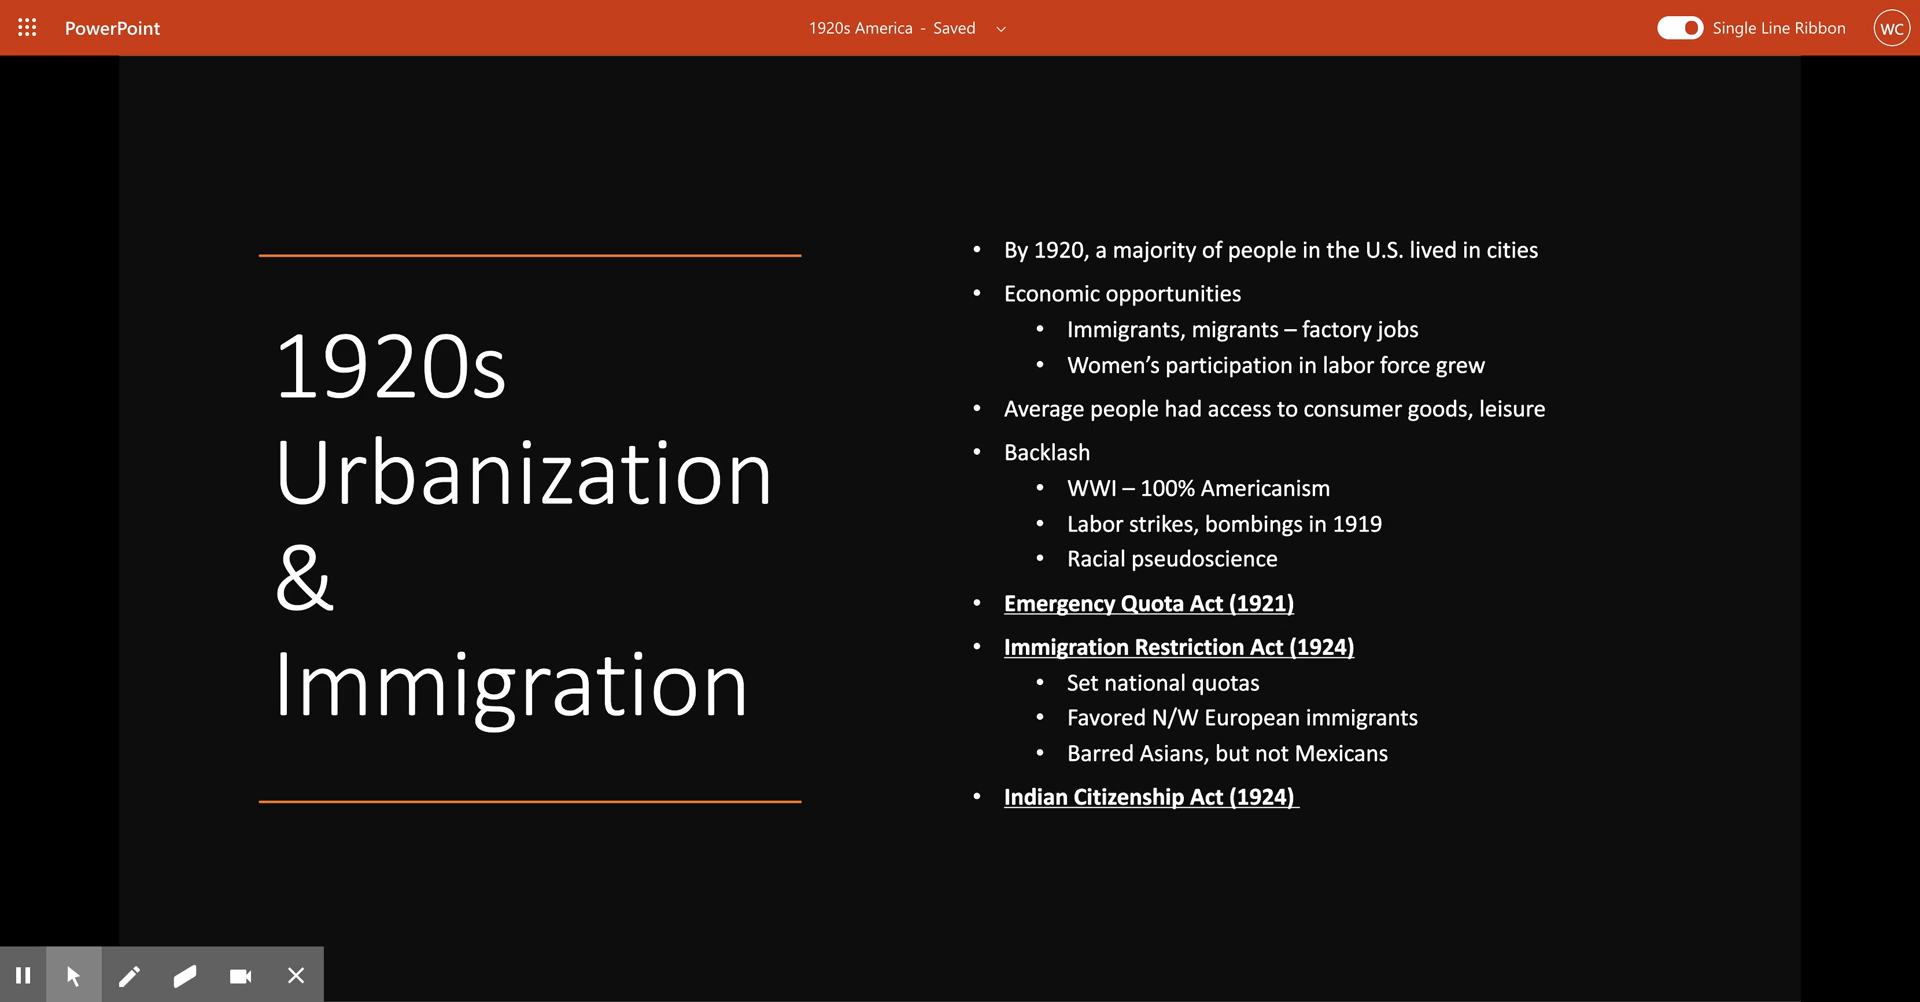 PowerPoint
1920s America - Saved
Single Line Ribbon
WC
1920s
Urbanization
&
Immigration
• By 1920, a majority of people in the U.S. lived in cities
• Economic opportunities
• Immigrants, migrants – factory jobs
• Women’s participation in labor force grew
• Average people had access to consumer goods, leisure
• Backlash
• WWI – 100% Americanism
• Labor strikes, bombings in 1919
• Racial pseudoscience
• Emergency Quota Act (1921)
• Immigration Restriction Act (1924)
• Set national quotas
• Favored N/W European immigrants
• Barred Asians, but not Mexicans
• Indian Citizenship Act (1924)